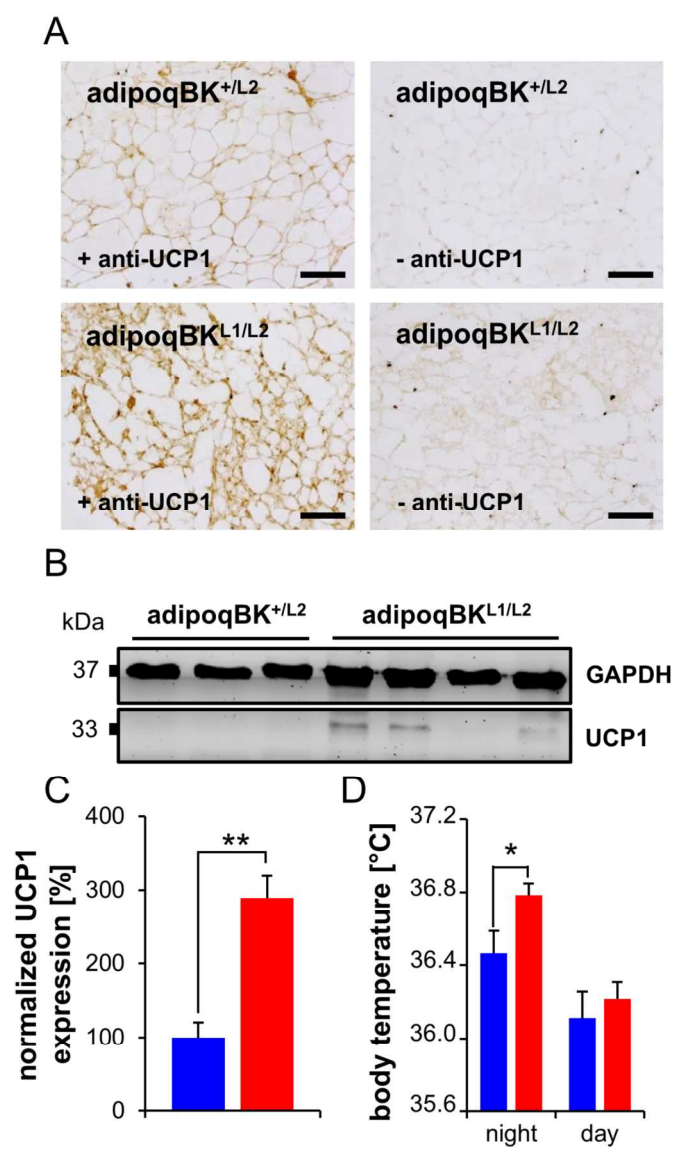 A
adipoqBK+/L2
adipoqBK+/L2
+ anti-UCP1
- anti-UCP1
adipoqBKL1/L2
adipoqBKL1/L2
+ anti-UCP1
- anti-UCP1
B
kDa
adipoqBK+/L2
adipoqBKL1/L2
37
GAPDH
33
UCP1
C
normalized UCP1
expression [%]
400
300
200
100
0
**
D
body temperature [°C]
37.2
36.8
36.4
36.0
35.6
*
night
day